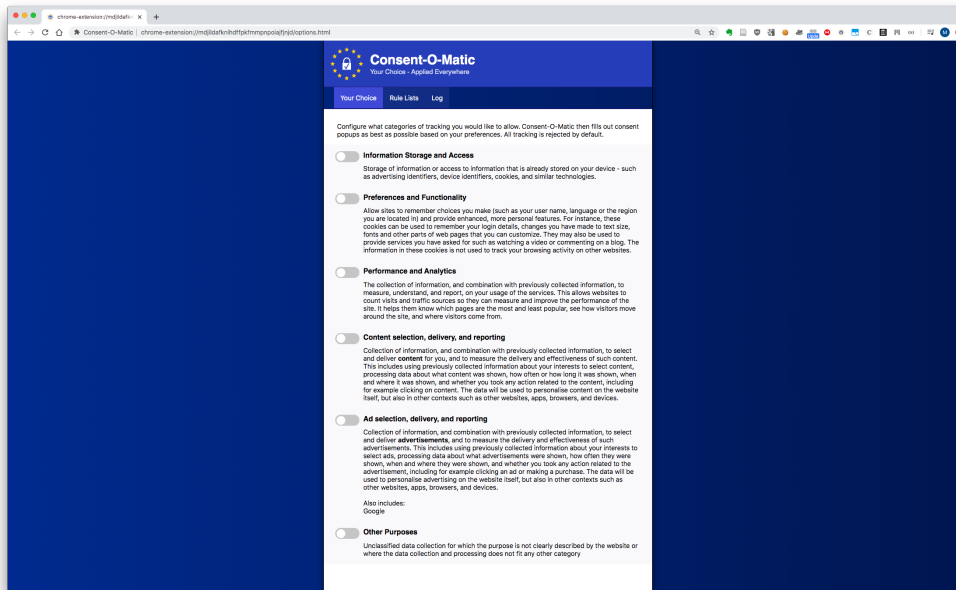 chrome-extension://mdjildafkn
Consent-O-Matic | chrome-extension://mdjildafknihdffpkfmmpnpoiajfjnjd/options.html
Consent-O-Matic
Your Choice - Applied Everywhere
Your Choice Rule Lists Log
Configure what categories of tracking you would like to allow. Consent-O-Matic then fills out consent
popups as best as possible based on your preferences. All tracking is rejected by default.
Information Storage and Access
Storage of information or access to information that is already stored on your device - such
as advertising identifiers, device identifiers, cookies, and similar technologies.
Preferences and Functionality
Allow sites to remember choices you make (such as your user name, language or the region
you are located in) and provide enhanced, more personal features. For instance, these
cookies can be used to remember your login details, changes you have made to text size,
fonts and other parts of web pages that you can customize. They may also be used to
provide services you have asked for such as watching a video or commenting on a blog. The
information in these cookies is not used to track your browsing activity on other websites.
Performance and Analytics
The collection of information, and combination with previously collected information, to
measure, understand, and report, on your usage of the services. This allows websites to
count visits and traffic sources so they can measure and improve the performance of the
site. It helps them know which pages are the most and least popular, see how visitors move
around the site, and where visitors come from.
Content selection, delivery, and reporting
Collection of information, and combination with previously collected information, to select
and deliver content for you, and to measure the delivery and effectiveness of such content.
This includes using previously collected information about your interests to select content,
processing data about what content was shown, how often or how long it was shown, when
and where it was shown, and whether you took any action related to the content, including
for example clicking on content. The data will be used to personalise content on the website
itself, but also in other contexts such as other websites, apps, browsers, and devices.
Ad selection, delivery, and reporting
Collection of information, and combination with previously collected information, to select
and deliver advertisements, and to measure the delivery and effectiveness of such
advertisements. This includes using previously collected information about your interests to
select ads, processing data about what advertisements were shown, how often they were
shown, when and where they were shown, and whether you took any action related to the
advertisement, including for example clicking an ad or making a purchase. The data will be
used to personalise advertising on the website itself, but also in other contexts such as
other websites, apps, browsers, and devices.
Also includes:
Google
Other Purposes
Unclassified data collection for which the purpose is not clearly described by the website or
where the data collection and processing does not fit any other category